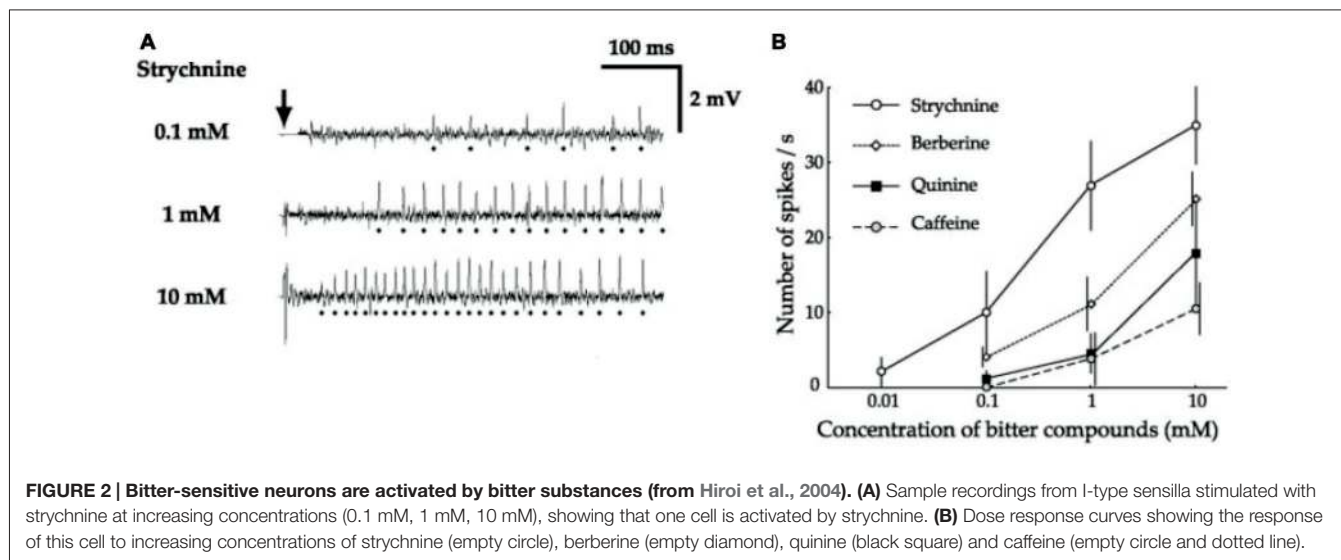 A
Strychnine
100 ms
2 mV
0.1 mM
1 mM
10 mM
B
Number of spikes / s
40
30
20
10
0
Strychnine
Berberine
Quinine
Caffeine
0.01
0.1
1
10
Concentration of bitter compounds (mM)
FIGURE 2 | Bitter-sensitive neurons are activated by bitter substances (from Hiroi et al., 2004). (A) Sample recordings from I-type sensilla stimulated with
strychnine at increasing concentrations (0.1 mM, 1 mM, 10 mM), showing that one cell is activated by strychnine. (B) Dose response curves showing the response
of this cell to increasing concentrations of strychnine (empty circle), berberine (empty diamond), quinine (black square) and caffeine (empty circle and dotted line).